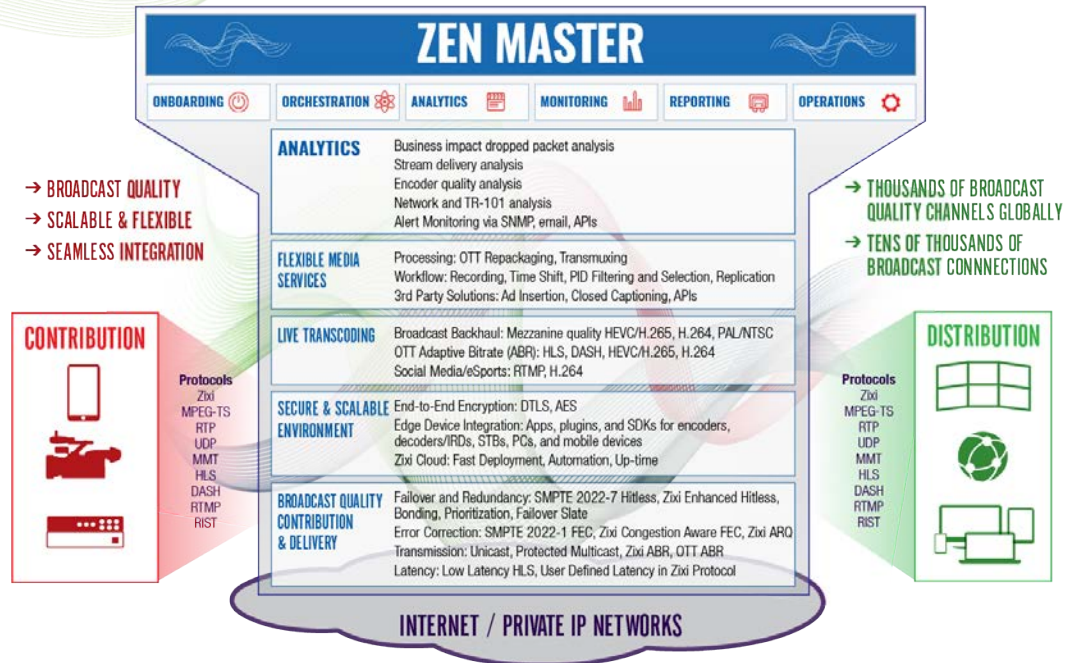 ZEN MASTER
ONBOARDING
ORCHESTRATION
ANALYTICS
MONITORING
REPORTING
OPERATIONS
→ BROADCAST QUALITY
→ SCALABLE & FLEXIBLE
→ SEAMLESS INTEGRATION
ANALYTICS
Business impact dropped packet analysis
Stream delivery analysis
Encoder quality analysis
Network and TR-101 analysis
Alert Monitoring via SNMP, email, APIs
FLEXIBLE MEDIA
SERVICES
Processing: OTT Repackaging, Transmuxing
Workflow: Recording, Time Shift, PID Filtering and Selection, Replication
3rd Party Solutions: Ad Insertion, Closed Captioning, APIs
LIVE TRANSCODING
Broadcast Backhaul: Mezzanine quality HEVC/H.265, H.264, PAL/NTSC
OTT Adaptive Bitrate (ABR): HLS, DASH, HEVC/H.265, H.264
Social Media/eSports: RTMP, H.264
SECURE & SCALABLE
ENVIRONMENT
End-to-End Encryption: DTLS, AES
Edge Device Integration: Apps, plugins, and SDKs for encoders,
decoders/IRDs, STBs, PCs, and mobile devices
Zixi Cloud: Fast Deployment, Automation, Up-time
BROADCAST QUALITY
CONTRIBUTION
& DELIVERY
Failover and Redundancy: SMPTE 2022-7 Hitless, Zixi Enhanced Hitless,
Bonding, Prioritization, Failover Slate
Error Correction: SMPTE 2022-1 FEC, Zixi Congestion Aware FEC, Zixi ARQ
Transmission: Unicast, Protected Multicast, Zixi ABR, OTT ABR
Latency: Low Latency HLS, User Defined Latency in Zixi Protocol
→ THOUSANDS OF BROADCAST
QUALITY CHANNELS GLOBALLY
→ TENS OF THOUSANDS OF
BROADCAST CONNNECTIONS
CONTRIBUTION
Protocols
Zixi
MPEG-TS
RTP
UDP
MMT
HLS
DASH
RTMP
RIST
DISTRIBUTION
Protocols
Zixi
MPEG-TS
RTP
UDP
MMT
HLS
DASH
RTMP
RIST
INTERNET / PRIVATE IP NETWORKS